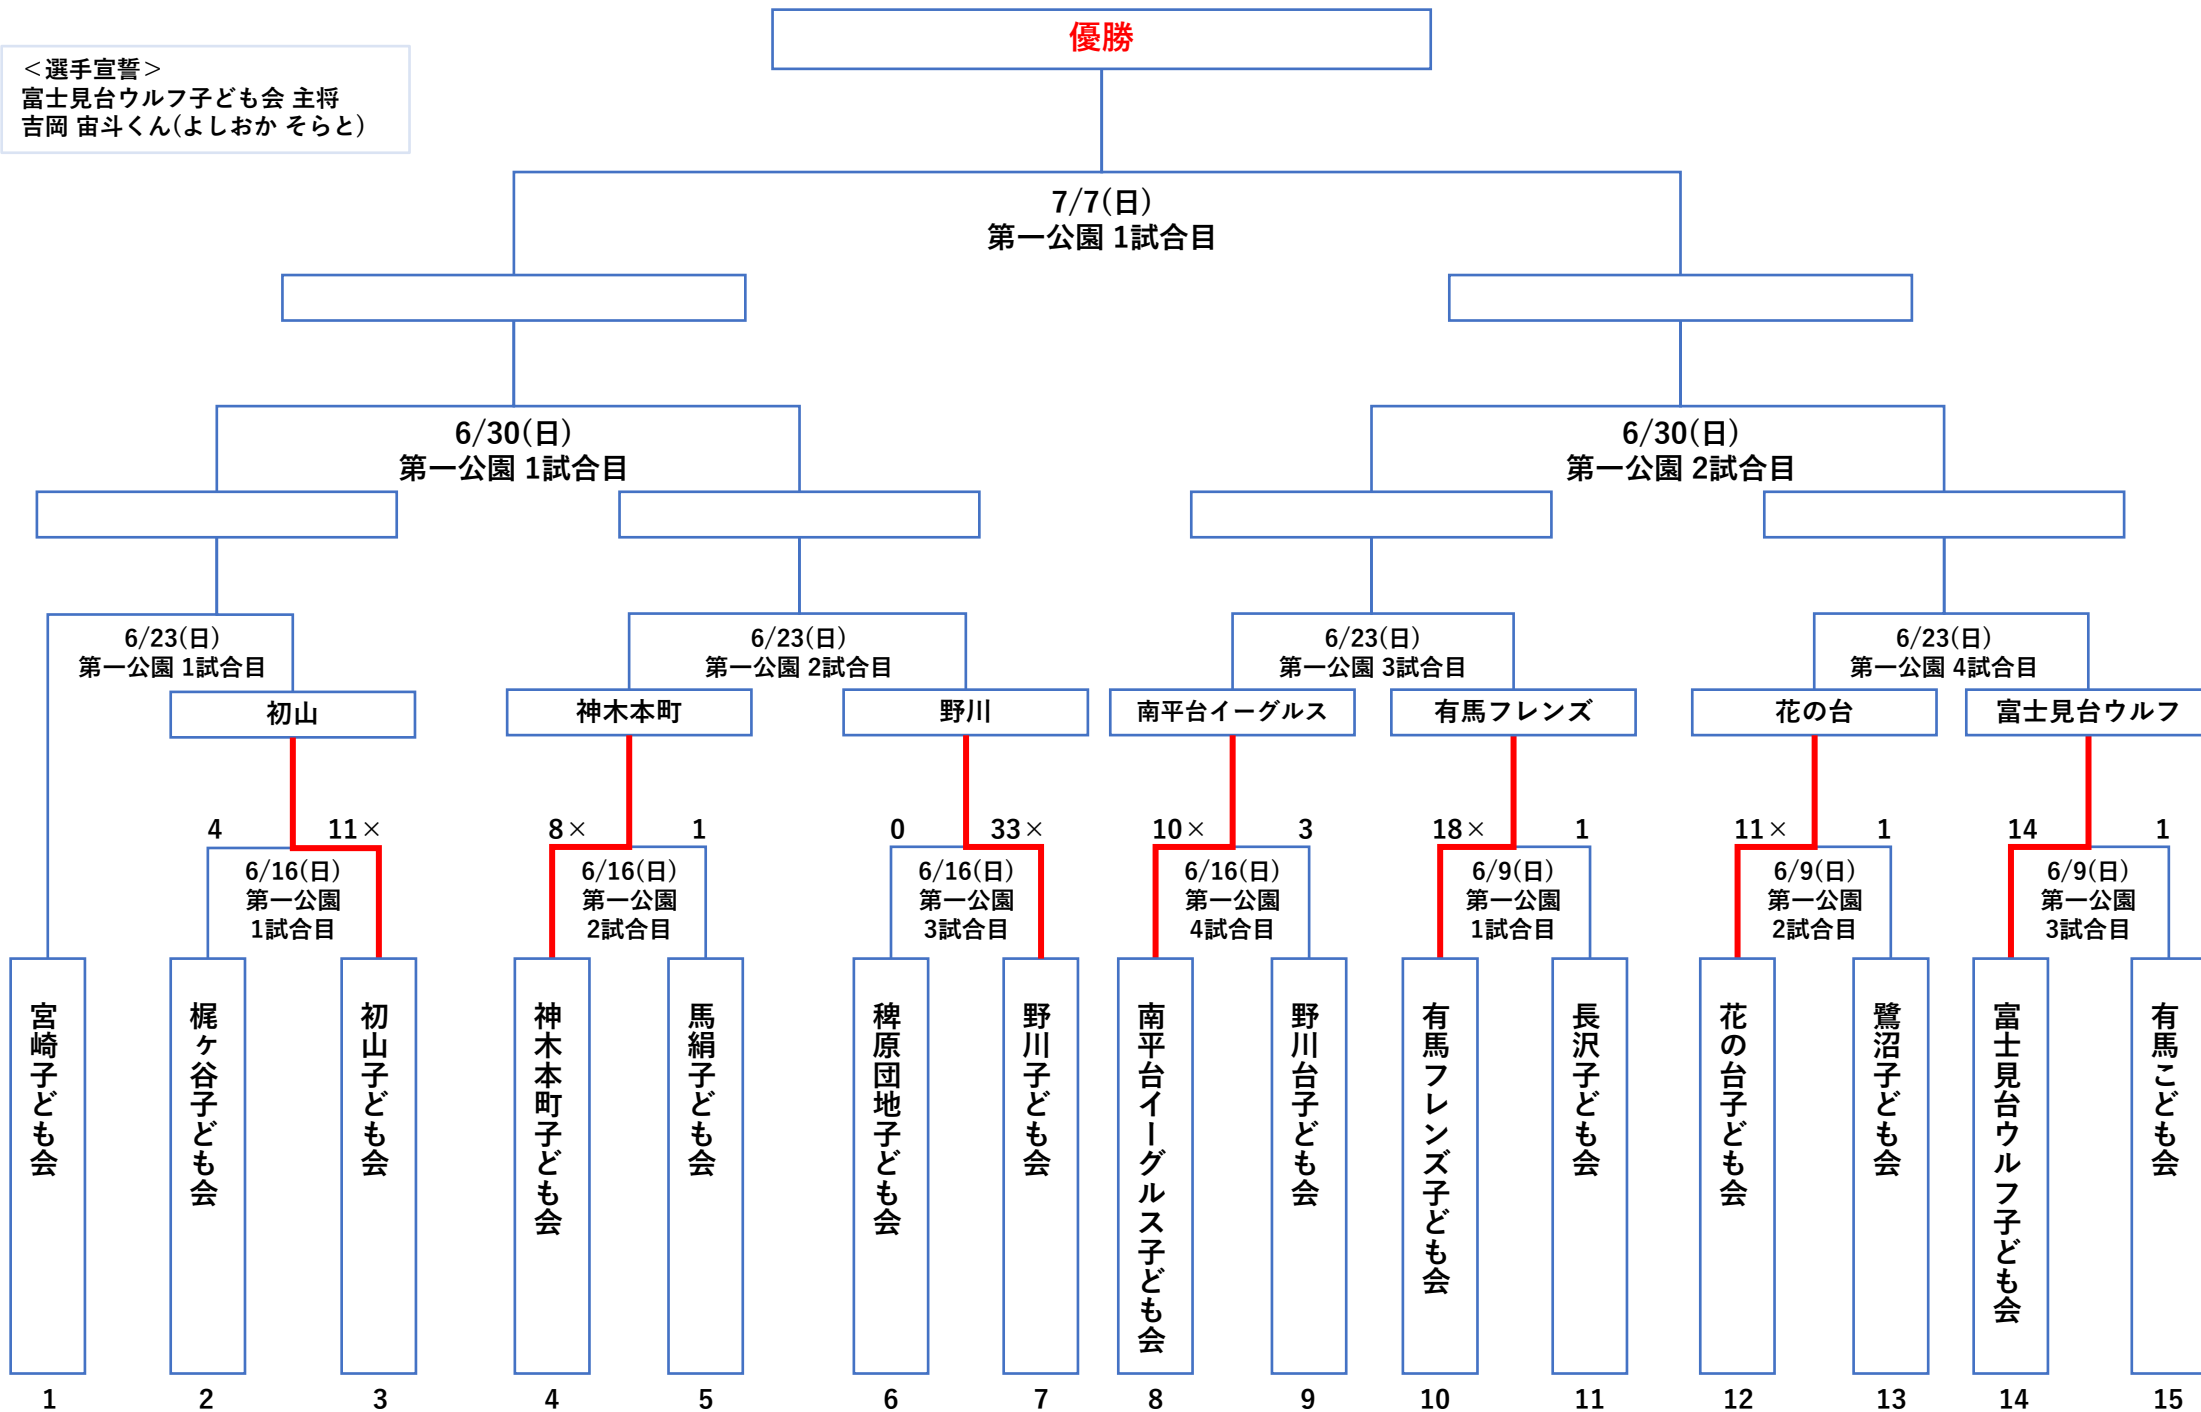 優勝
＜選手宣誓＞
富士見台ウルフ子ども会 主将
吉岡 宙斗くん(よしおか そらと)
7/7(日)
第一公園 1試合目
6/30(日)
第一公園 1試合目
6/30(日)
第一公園 2試合目
6/23(日)
第一公園 1試合目
6/23(日)
第一公園 2試合目
6/23(日)
第一公園 3試合目
6/23(日)
第一公園 4試合目
初山
神木本町
野川
南平台イーグルス
有馬フレンズ
花の台
富士見台ウルフ
4
11×
8×
1
0
33×
10×
3
18×
1
11×
1
14
1
6/16(日)
第一公園
1試合目
6/16(日)
第一公園
2試合目
6/16(日)
第一公園
3試合目
6/16(日)
第一公園
4試合目
6/9(日)
第一公園
1試合目
6/9(日)
第一公園
2試合目
6/9(日)
第一公園
3試合目
宮崎子ども会
梶ヶ谷子ども会
初山子ども会
神木本町子ども会
馬絹子ども会
稗原団地子ども会
野川子ども会
南平台イーグルス子ども会
野川台子ども会
有馬フレンズ子ども会
長沢子ども会
花の台子ども会
鷺沼子ども会
富士見台ウルフ子ども会
有馬こども会
1
2
3
4
5
6
7
8
9
10
11
12
13
14
15